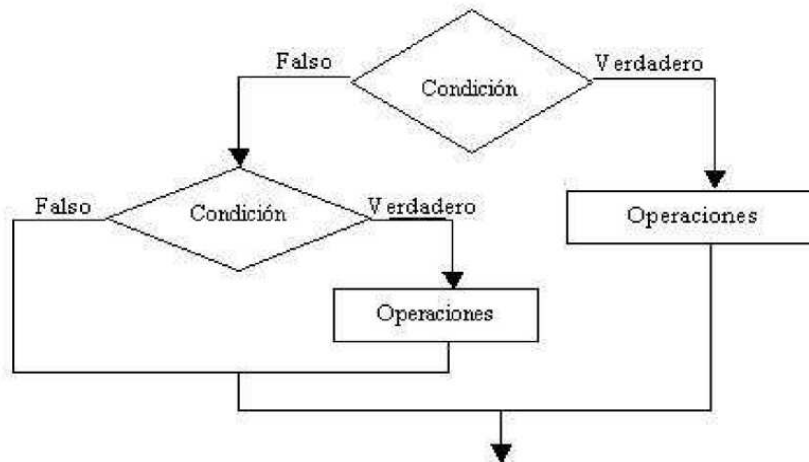 Falso
Verdadero
Condición
Falso
Condición
Verdadero
Operaciones
Operaciones